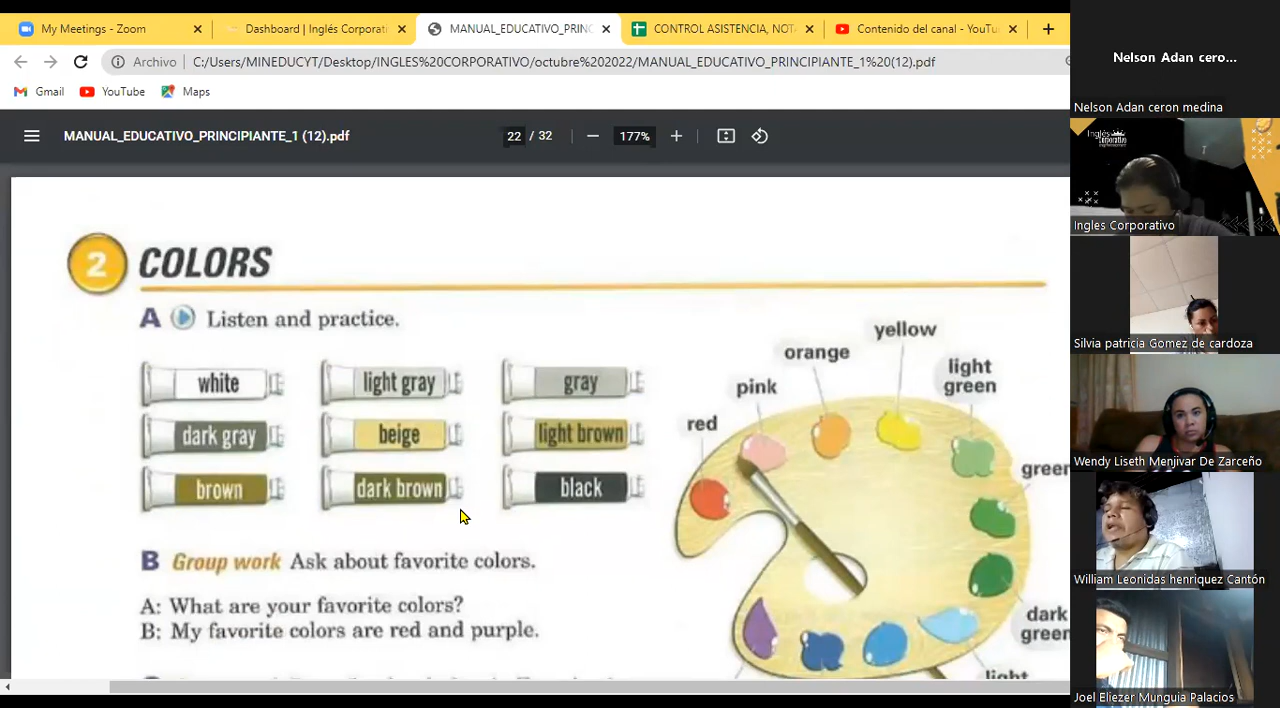 My Meetings - Zoom
Dashboard | Inglés Corporati
MANUAL_EDUCATIVO_PRINC
CONTROL ASISTENCIA, NOT
Contenido del canal - YouTu
Archivo
C:/Users/MINEDUCYT/Desktop/INGLES%20CORPORATIVO/octubre%202022/MANUAL_EDUCATIVO_PRINCIPIANTE_1%20(12).pdf
Gmail YouTube Maps
MANUAL_EDUCATIVO_PRINCIPIANTE_1 (12).pdf
22 / 32
177%
2 COLORS
A Listen and practice.
white light gray gray
dark gray beige light brown
brown dark brown black
red
pink
orange
yellow
light
green
green
dark
green
light
B Group work Ask about favorite colors.
A: What are your favorite colors?
B: My favorite colors are red and purple.
Nelson Adan cero...
Nelson Adan ceron medina
Inglés
Corporativo
Ingles Corporativo
Silvia patricia Gomez de cardoza
Wendy Liseth Menjivar De Zarceño
William Leonidas henriquez Cantón
Joel Eliezer Munguia Palacios